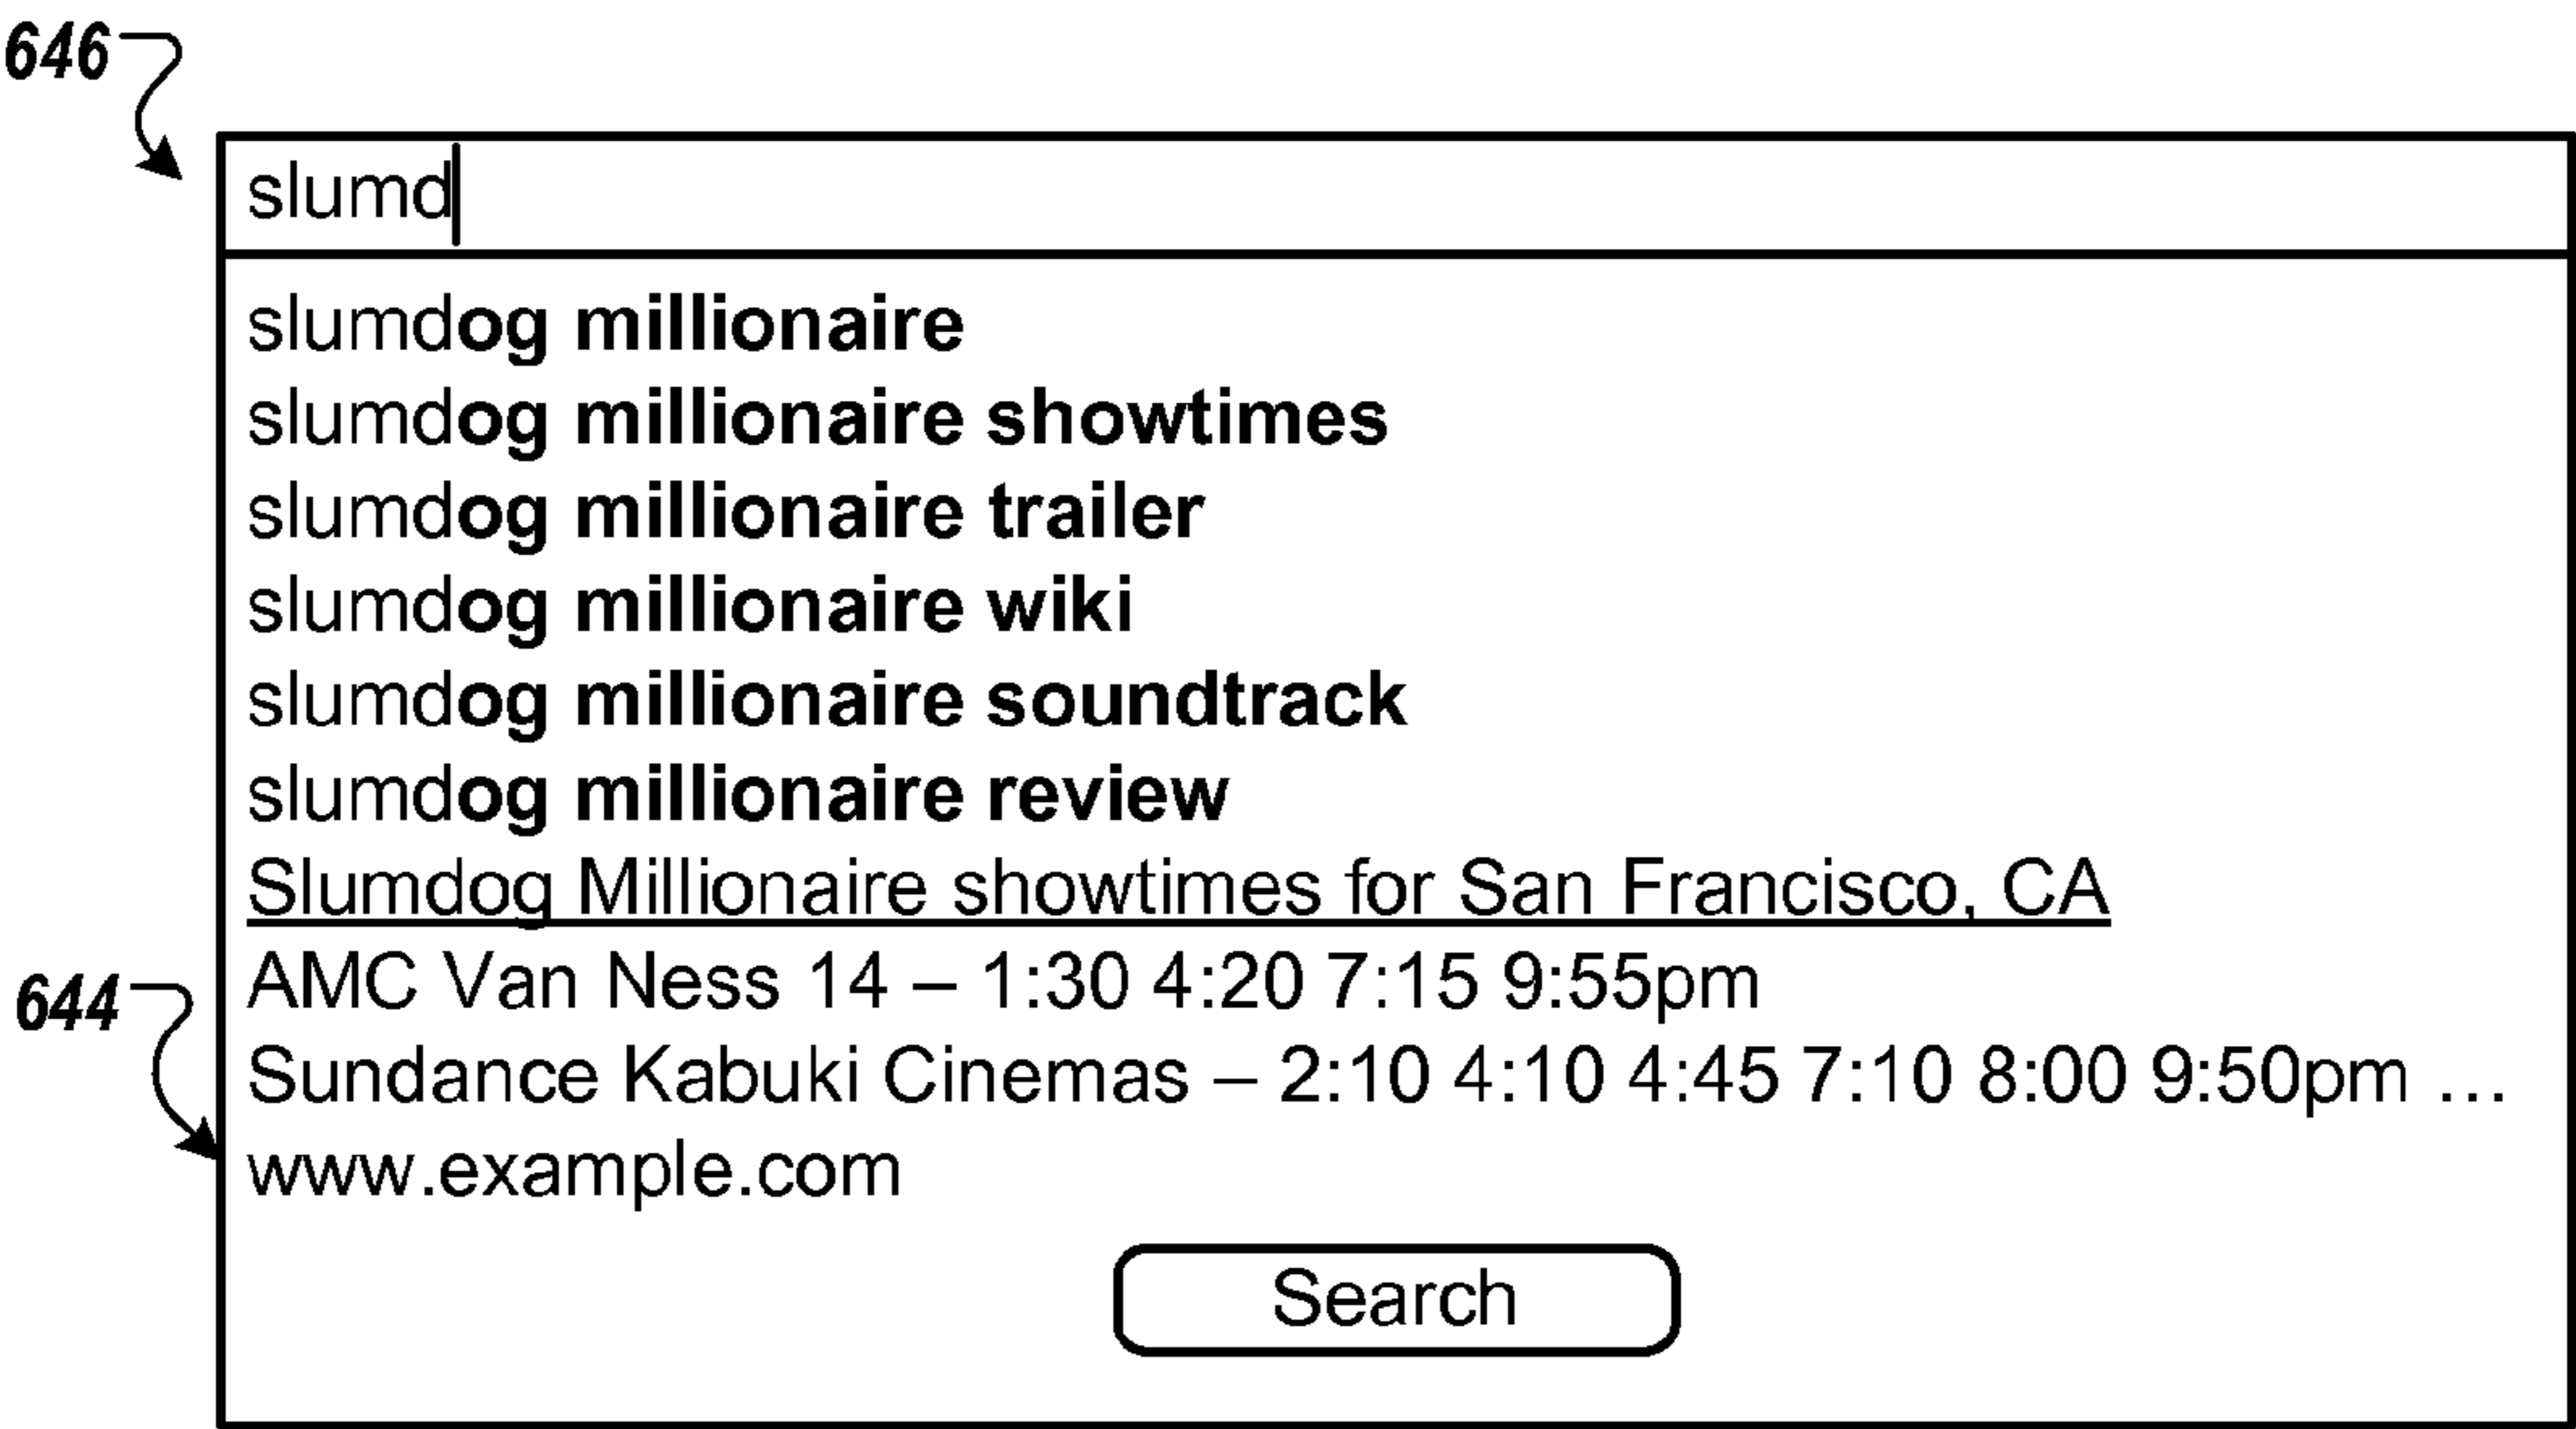 646
slumd
slumdog millionaire
slumdog millionaire showtimes
slumdog millionaire trailer
slumdog millionaire wiki
slumdog millionaire soundtrack
slumdog millionaire review
Slumdog Millionaire showtimes for San Francisco, CA
AMC Van Ness 14 – 1:30 4:20 7:15 9:55pm
644
Sundance Kabuki Cinemas – 2:10 4:10 4:45 7:10 8:00 9:50pm ...
www.example.com
Search